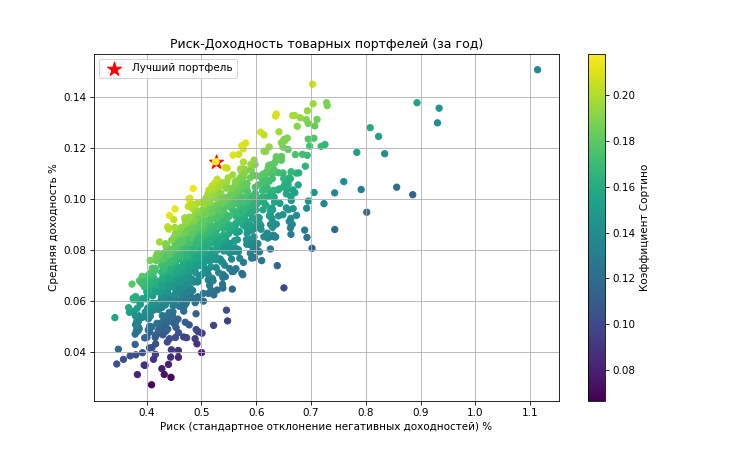 Риск-Доходность товарных портфелей (за год)
Лучший портфель
Средняя доходность %
0.14
0.12
0.10
0.08
0.06
0.04
0.4 0.5 0.6 0.7 0.8 0.9 1.0 1.1
Риск (стандартное отклонение негативных доходностей) %
0.20
0.18
0.16
0.14
0.12
0.10
0.08
Коэффициент Сортино